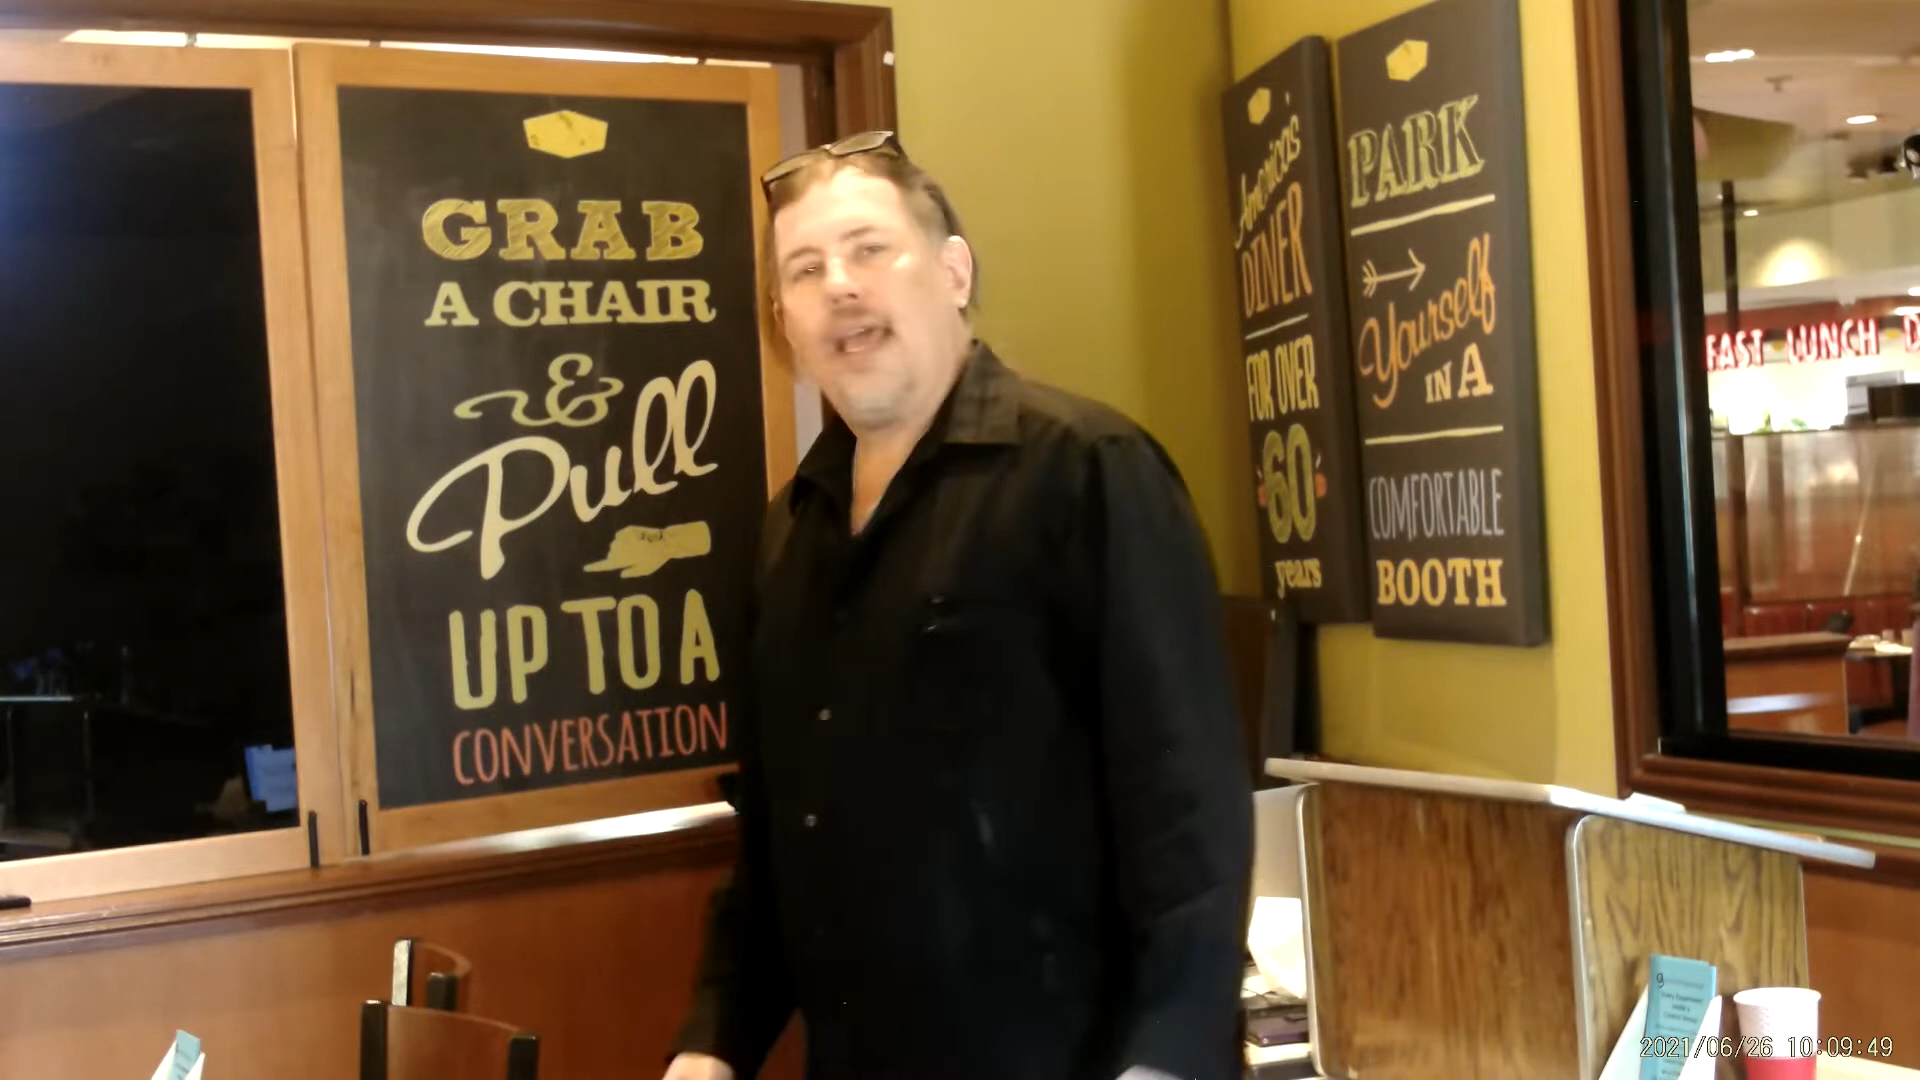 GRAB
A CHAIR
&
Pull
UP TO A
CONVERSATION
America's
DINER
FOR OVER
60
years
PARK
Yourself
IN A
COMFORTABLE
BOOTH
FAST LUNCH D
2021/06/26 10:09:49